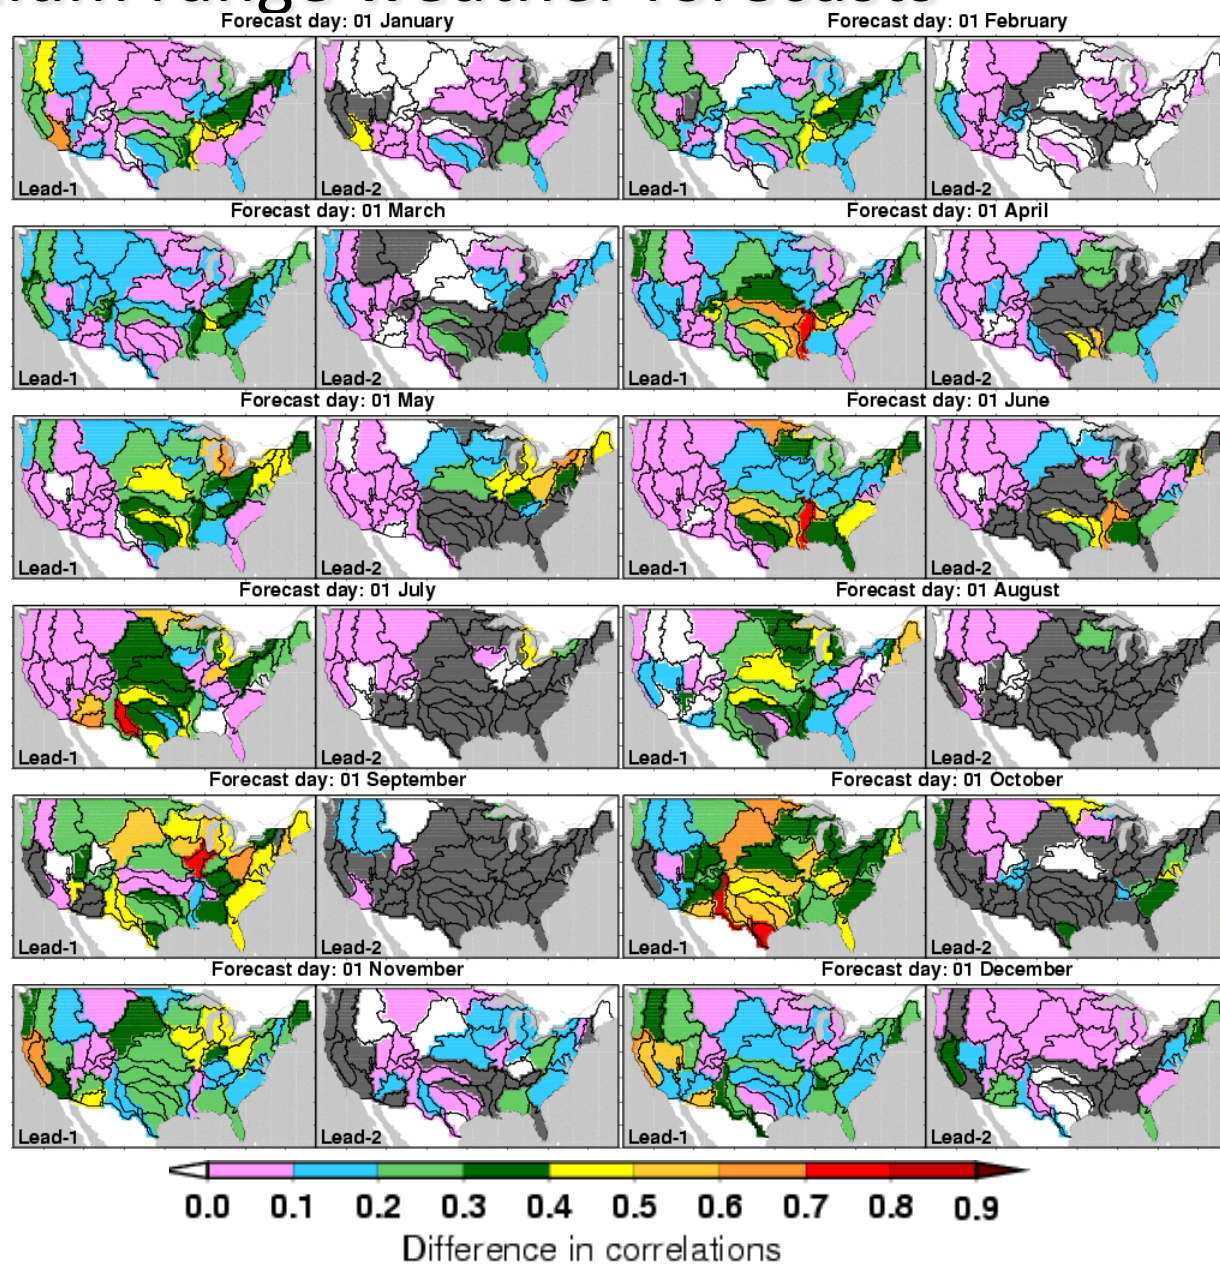 range weather forecasts
Forecast day: 01 January
Forecast day: 01 February
Lead-1
Lead-2
Lead-1
Lead-2
Forecast day: 01 March
Forecast day: 01 April
Lead-1
Lead-2
Lead-1
Lead-2
Forecast day: 01 May
Forecast day: 01 June
Lead-1
Lead-2
Lead-1
Lead-2
Forecast day: 01 July
Forecast day: 01 August
Lead-1
Lead-2
Lead-1
Lead-2
Forecast day: 01 September
Forecast day: 01 October
Lead-1
Lead-2
Lead-1
Lead-2
Forecast day: 01 November
Forecast day: 01 December
Lead-1
Lead-2
Lead-1
Lead-2
0.0 0.1 0.2 0.3 0.4 0.5 0.6 0.7 0.8 0.9
Difference in correlations